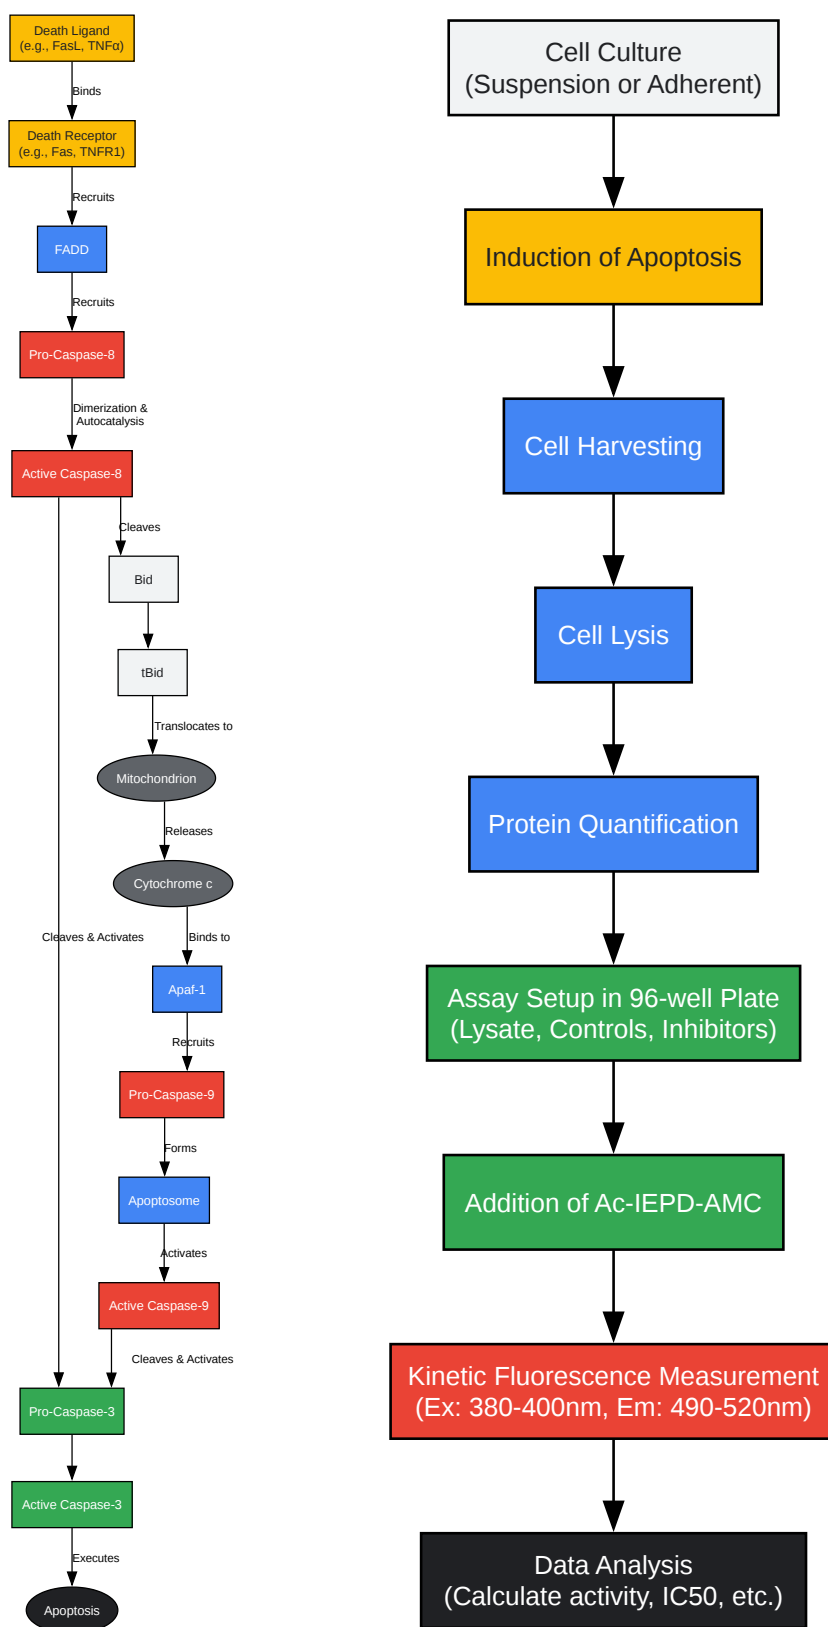 Death Ligand
(e.g., FasL, TNFα)
Binds
Death Receptor
(e.g., Fas, TNFR1)
Recruits
FADD
Recruits
Pro-Caspase-8
Dimerization &
Autocatalysis
Active Caspase-8
Cleaves
Bid
tBid
Translocates to
Mitochondrion
Releases
Cytochrome c
Cleaves & Activates
Binds to
Apaf-1
Recruits
Pro-Caspase-9
Forms
Apoptosome
Activates
Active Caspase-9
Cleaves & Activates
Pro-Caspase-3
Active Caspase-3
Executes
Apoptosis
Cell Culture
(Suspension or Adherent)
Induction of Apoptosis
Cell Harvesting
Cell Lysis
Protein Quantification
Assay Setup in 96-well Plate
(Lysate, Controls, Inhibitors)
Addition of Ac-IEPD-AMC
Kinetic Fluorescence Measurement
(Ex: 380-400nm, Em: 490-520nm)
Data Analysis
(Calculate activity, IC50, etc.)